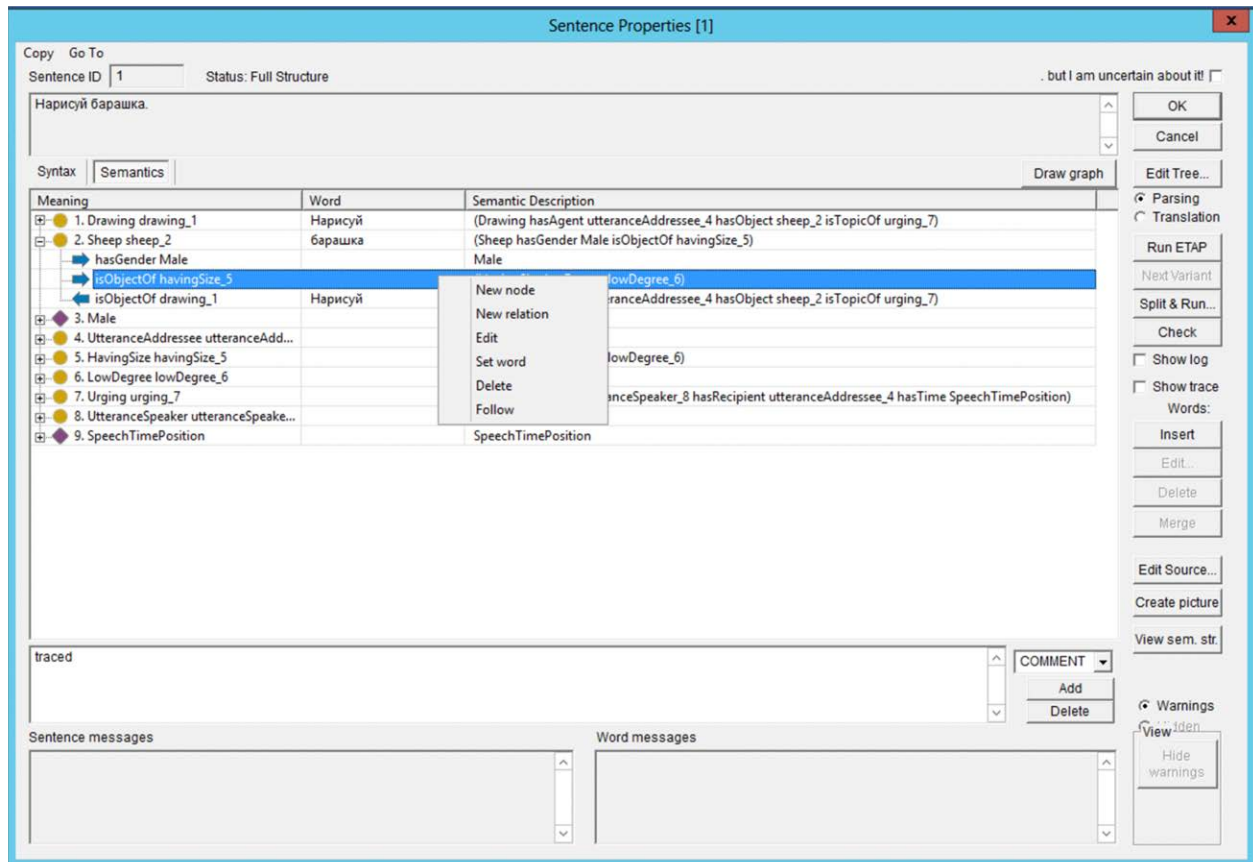 Sentence Properties [1]
x
Copy Go To
Sentence ID 1 Status: Full Structure . but I am uncertain about it!
Нарисуй барашка.
OK
Cancel
Syntax Semantics Draw graph Edit Tree...
Parsing
Translation
Meaning Word Semantic Description
1. Drawing drawing_1 Нарисуй (Drawing hasAgent utteranceAddressee_4 hasObject sheep_2 isTopicOf urging_7)
2. Sheep sheep_2 барашка (Sheep hasGender Male isObjectOf havingSize_5)
hasGender Male Male
isObjectOf havingSize_5 lowDegree_6)
isObjectOf drawing_1 Нарисуй eranceAddressee_4 hasObject sheep_2 isTopicOf urging_7)
3. Male
4. UtteranceAddressee utteranceAdd...
5. HavingSize havingSize_5 lowDegree_6)
6. LowDegree lowDegree_6
7. Urging urging_7 anceSpeaker_8 hasRecipient utteranceAddressee_4 hasTime SpeechTimePosition)
8. UtteranceSpeaker utteranceSpeake...
9. SpeechTimePosition SpeechTimePosition
New node
New relation
Edit
Set word
Delete
Follow
Run ETAP
Next Variant
Split & Run...
Check
Show log
Show trace
Words:
Insert
Edit...
Delete
Merge
Edit Source...
Create picture
View sem. str.
traced
COMMENT
Add
Delete
Warnings
View
Hide
warnings
Sentence messages Word messages